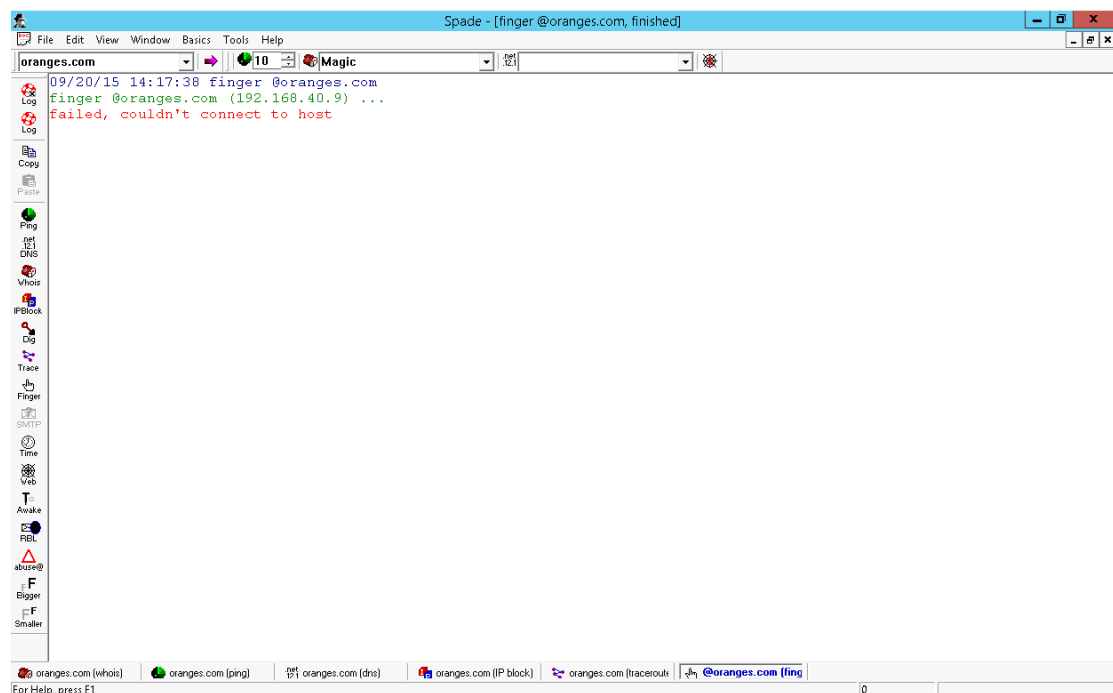 Spade - [finger @oranges.com, finished]
File Edit View Window Basics Tools Help
oranges.com 10 Magic .net 12.1
09/20/15 14:17:38 finger @oranges.com
finger @oranges.com (192.168.40.9) ...
failed, couldn't connect to host
Log
Log
Copy
Paste
Ping
.net
.12.1
DNS
Whois
IPBlock
Dig
Trace
Finger
SMTP
Time
Web
Awake
RBL
abuse@
F F
Bigger
F F
Smaller
oranges.com (whois) oranges.com (ping) .net 12.1 oranges.com (dns) oranges.com (IP block) oranges.com (traceroute @oranges.com (fing
For Help, press F1 0